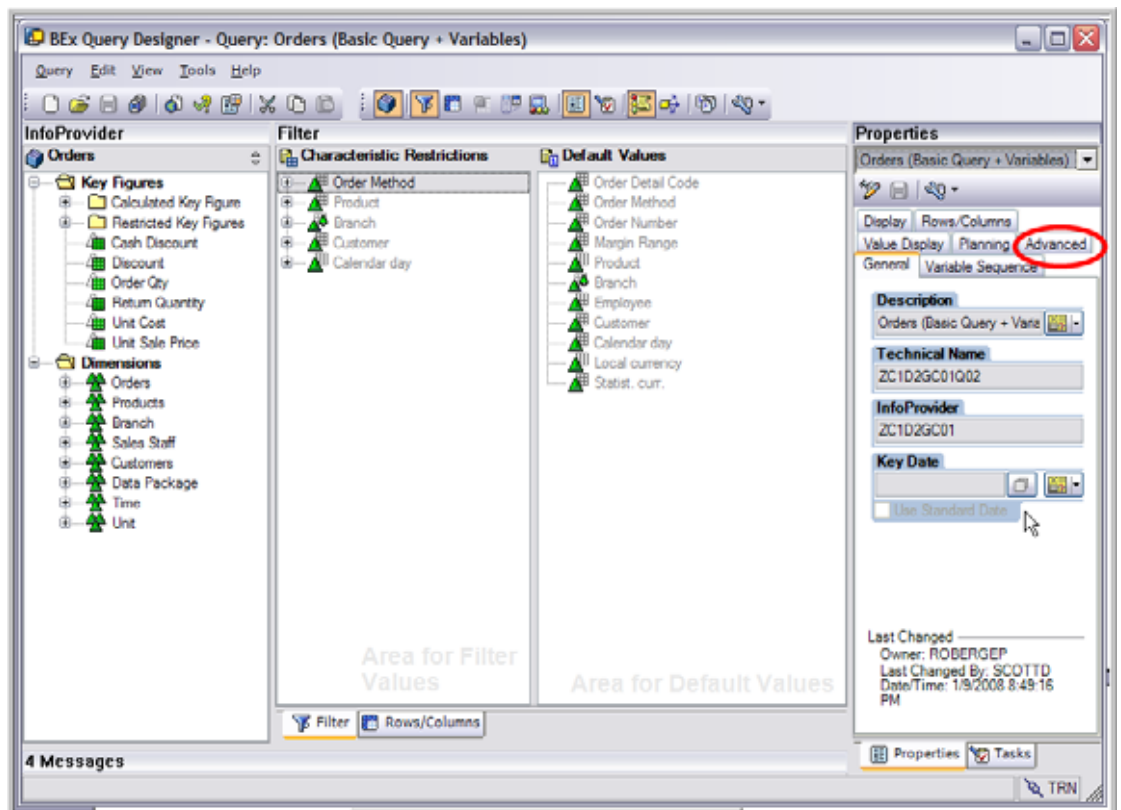 BEx Query Designer - Query: Orders (Basic Query + Variables)
Query Edit View Tools Help
InfoProvider
Orders
Key Figures
Calculated Key Figure
Restricted Key Figures
Cash Discount
Discount
Order Qty
Return Quantity
Unit Cost
Unit Sale Price
Dimensions
Orders
Products
Branch
Sales Staff
Customers
Data Package
Time
Unit
Filter
Characteristic Restrictions
Order Method
Product
Branch
Customer
Calendar day
Area for Filter
Values
Default Values
Order Detail Code
Order Method
Order Number
Margin Range
Product
Branch
Employee
Customer
Calendar day
Local currency
Statist. curr.
Area for Default Values
Filter Rows/Columns
Properties
Orders (Basic Query + Variables)
Display Rows/Columns
Value Display Planning Advanced
General Variable Sequence
Description
Orders (Basic Query + Varia
Technical Name
ZC1D2GC01Q02
InfoProvider
ZC1D2GC01
Key Date
Use Standard Date
Last Changed
Owner: ROBERGEP
Last Changed By: SCOTTD
Date/Time: 1/9/2008 8:49:16
PM
Properties Tasks
4 Messages
TRN